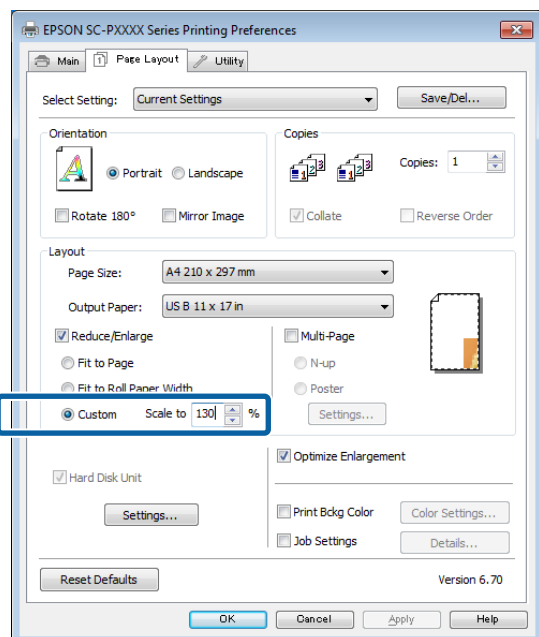 EPSON SC-PXXXX Series Printing Preferences
Main Page Layout Utility
Select Setting: Current Settings Save/Del...
Orientation
Portrait Landscape
Rotate 180° Mirror Image
Copies
Copies: 1
Collate Reverse Order
Layout
Page Size: A4 210 x 297 mm
Output Paper: US B 11 x 17 in
Reduce/Enlarge
Fit to Page
Fit to Roll Paper Width
Custom Scale to 130 %
Multi-Page
N-up
Poster
Settings...
Hard Disk Unit
Settings...
Optimize Enlargement
Print Bckg Color Color Settings...
Job Settings Details...
Reset Defaults Version 6.70
OK Cancel Apply Help